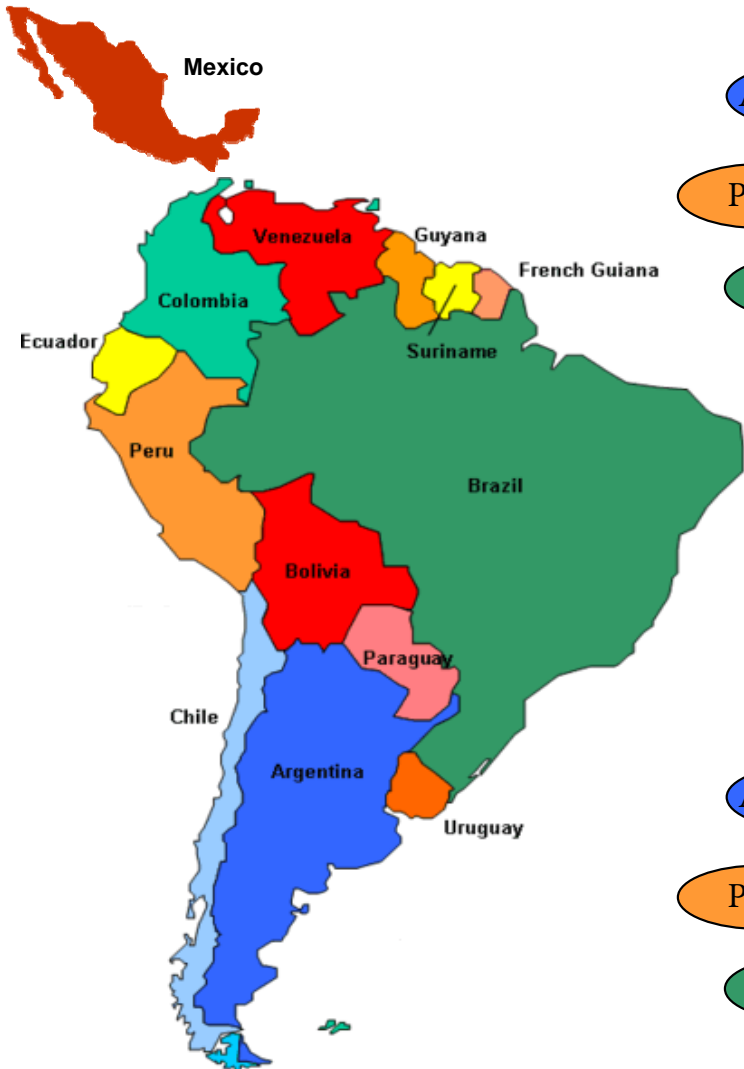 Mexico
Venezuela
Guyana
French Guiana
Colombia
Suriname
Ecuador
Peru
Brazil
Bolivia
Paraguay
Chile
Argentina
Uruguay
P
P